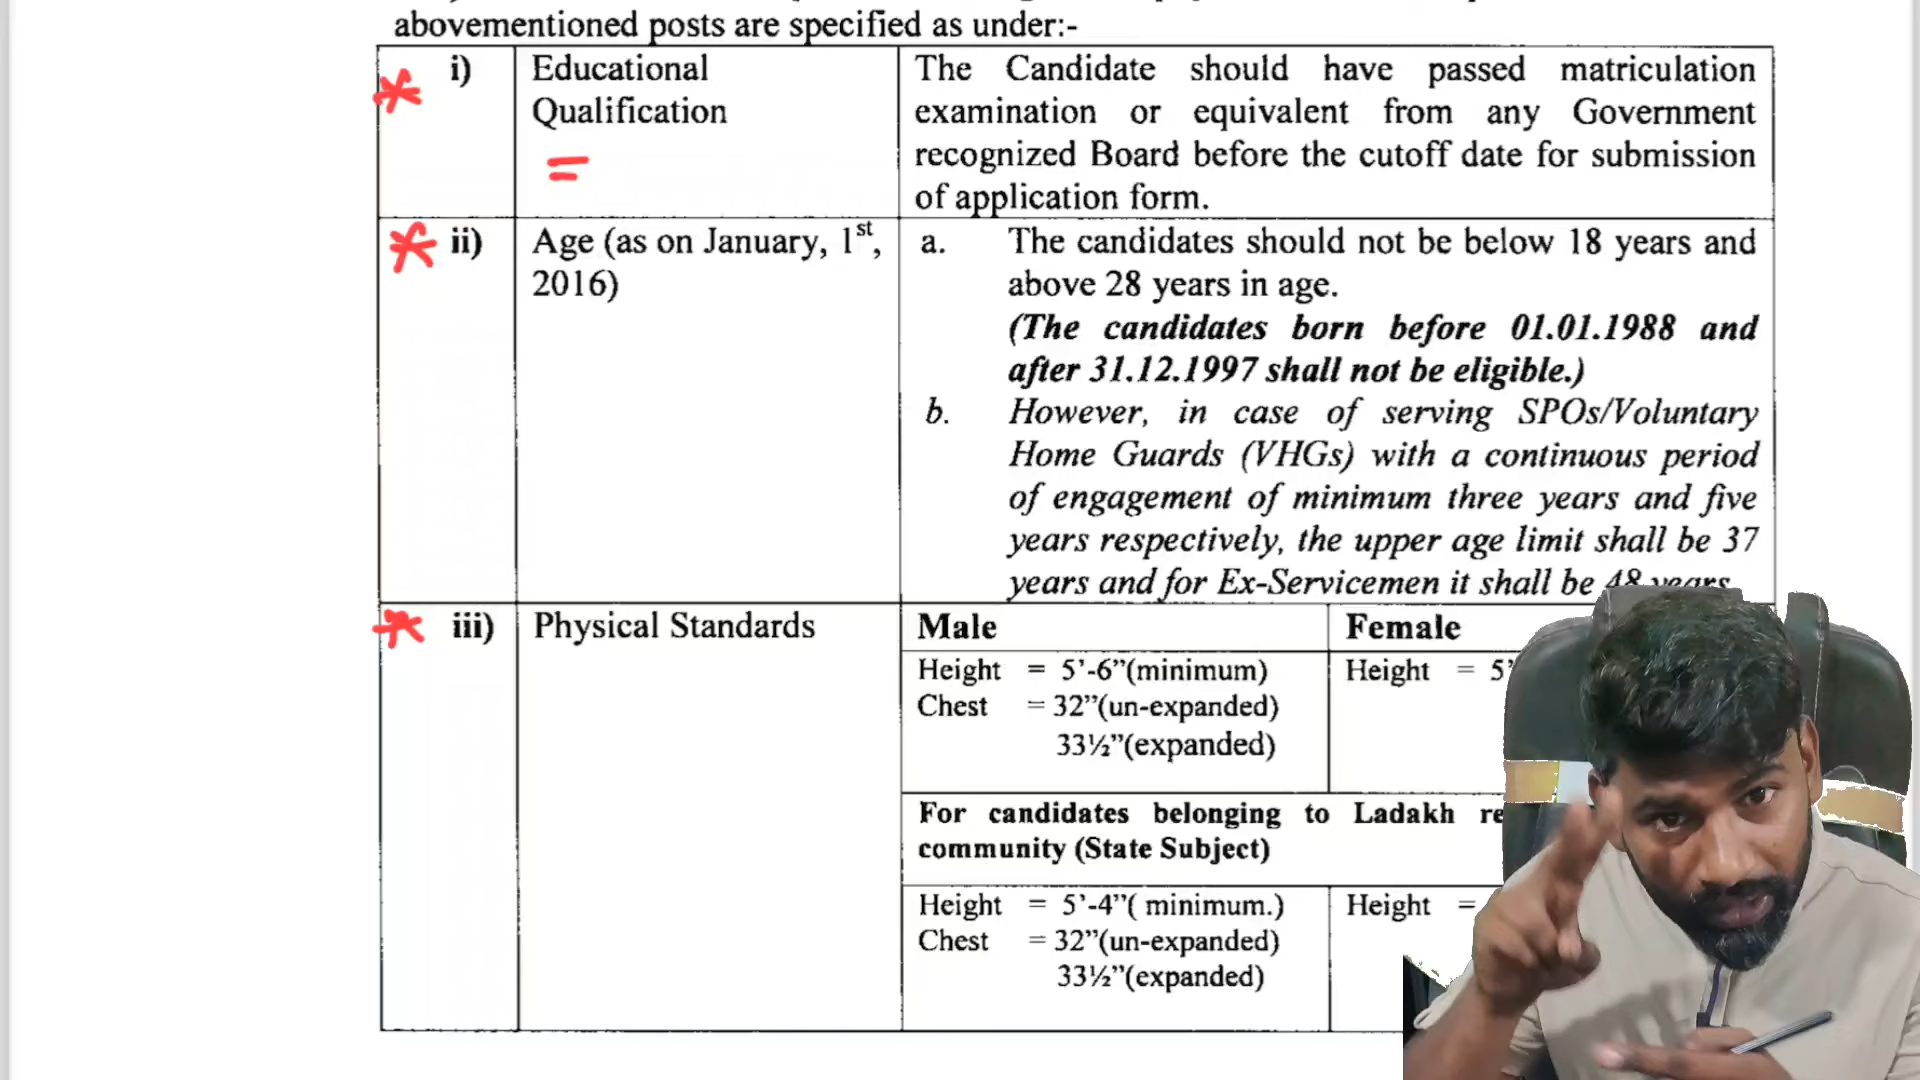 abovementioned posts are specified as under:-
i) Educational Qualification
The Candidate should have passed matriculation
examination or equivalent from any Government
recognized Board before the cutoff date for submission
of application form.
ii) Age (as on January, 1st,
2016)
a. The candidates should not be below 18 years and
above 28 years in age.
(The candidates born before 01.01.1988 and
after 31.12.1997 shall not be eligible.)
b. However, in case of serving SPOs/Voluntary
Home Guards (VHGs) with a continuous period
of engagement of minimum three years and five
years respectively, the upper age limit shall be 37
years and for Ex-Servicemen it shall be 48 years.
iii) Physical Standards
Male
Height = 5'-6”(minimum)
Chest = 32”(un-expanded)
33½”(expanded)
Female
Height = 5'
For candidates belonging to Ladakh
community (State Subject)
Height = 5'-4”( minimum.)
Chest = 32”(un-expanded)
33½”(expanded)
Height =